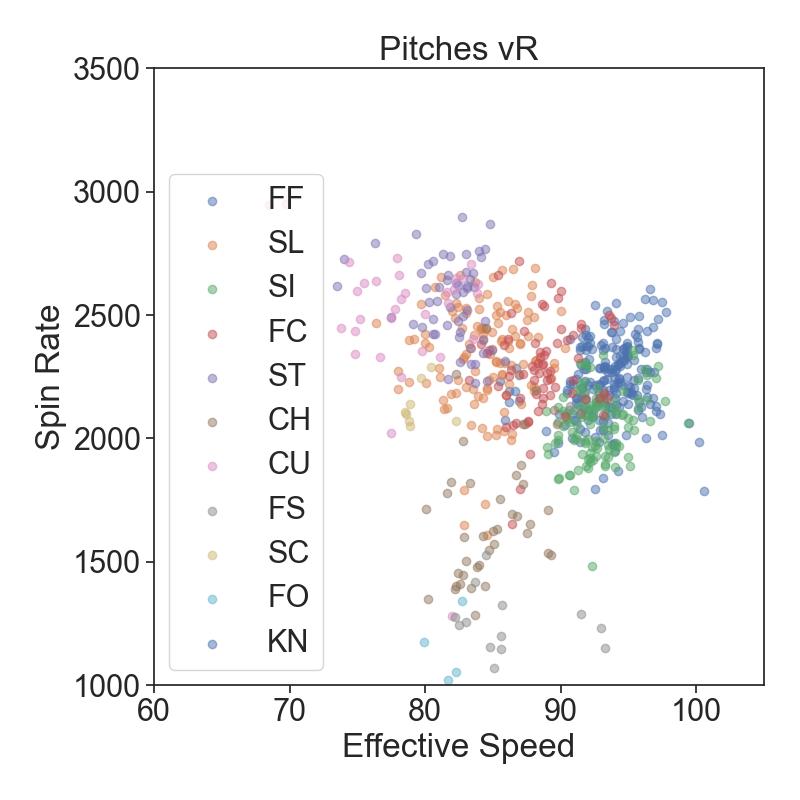 Pitches vR
3500
3000
2500
2000
1500
1000
Spin Rate
FF
SL
SI
FC
ST
CH
CU
FS
SC
FO
KN
60 70 80 90 100
Effective Speed